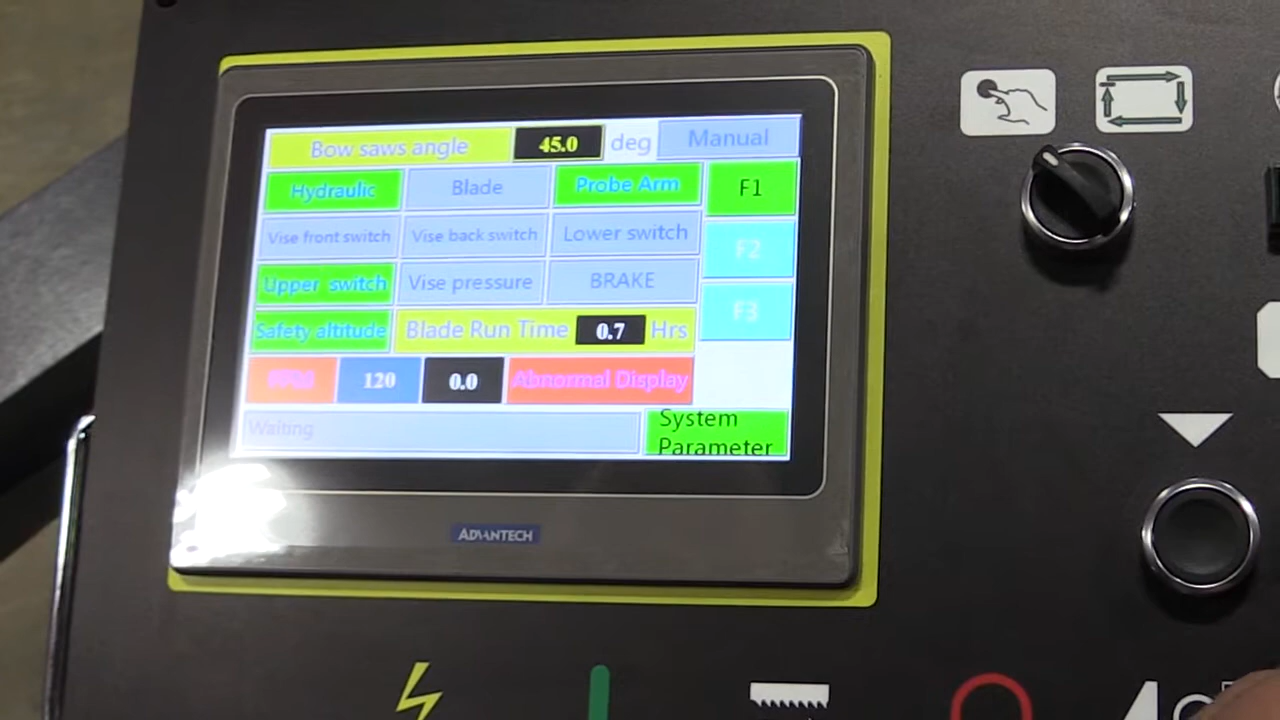 Bow saws angle 45.0 deg Manual
Hydraulic Blade Probe Arm F1
Vise front switch Vise back switch Lower switch F2
Upper switch Vise pressure BRAKE F3
Safety altitude Blade Run Time 0.7 Hrs
120 0.0 Abnormal Display
Waiting System
Parameter
ADVANTECH